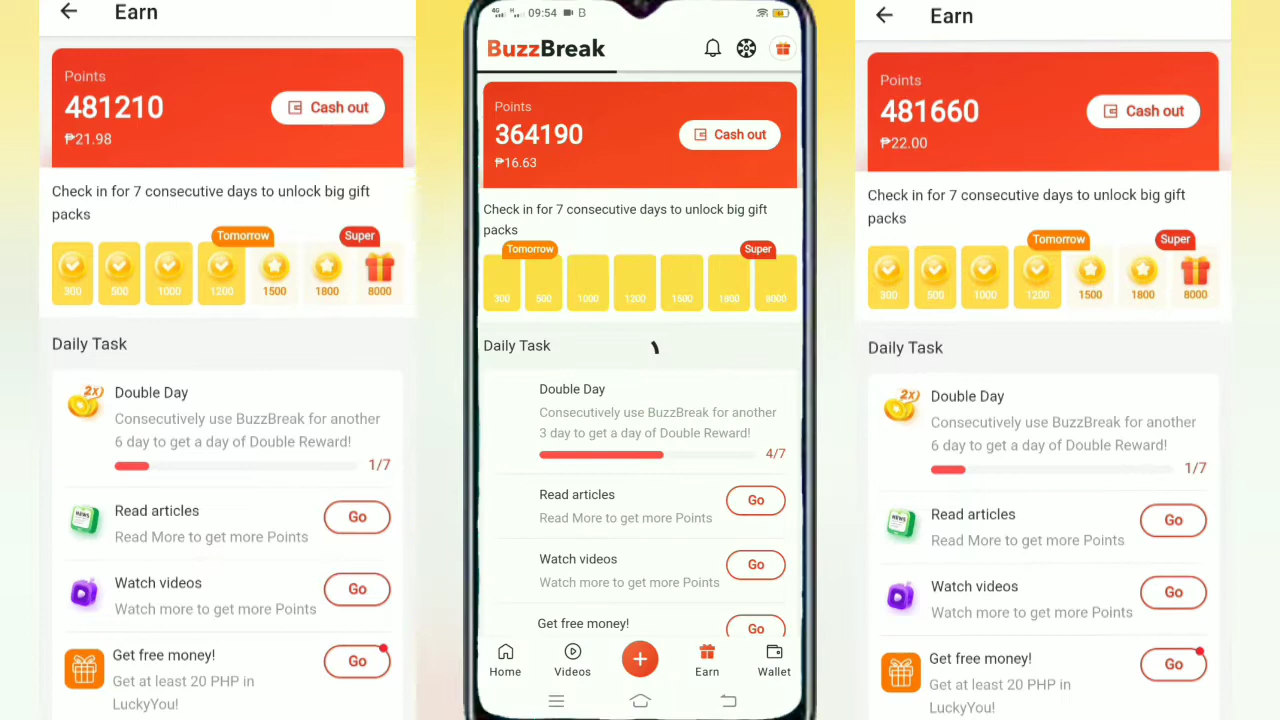 Earn
Points
481210
Cash out
₱21.98
Check in for 7 consecutive days to unlock big gift
packs
Tomorrow
Super
300
500
1000
1200
1500
1800
8000
Daily Task
2X
Double Day
Consecutively use BuzzBreak for another
6 day to get a day of Double Reward!
1/7
NEWS
Read articles
Read More to get more Points
Go
Watch videos
Watch more to get more Points
Go
Get free money!
Get at least 20 PHP in
LuckyYou!
Go
4G
H
09:54
B
BuzzBreak
Points
364190
Cash out
₱16.63
Check in for 7 consecutive days to unlock big gift
packs
Tomorrow
Super
300
500
1000
1200
1500
1800
8000
Daily Task
Double Day
Consecutively use BuzzBreak for another
3 day to get a day of Double Reward!
4/7
Read articles
Read More to get more Points
Go
Watch videos
Watch more to get more Points
Go
Get free money!
Go
Home
Videos
Earn
Wallet
Earn
Points
481660
Cash out
₱22.00
Check in for 7 consecutive days to unlock big gift
packs
Tomorrow
Super
300
500
1000
1200
1500
1800
8000
Daily Task
2X
Double Day
Consecutively use BuzzBreak for another
6 day to get a day of Double Reward!
1/7
NEWS
Read articles
Read More to get more Points
Go
Watch videos
Watch more to get more Points
Go
Get free money!
Get at least 20 PHP in
LuckyYou!
Go